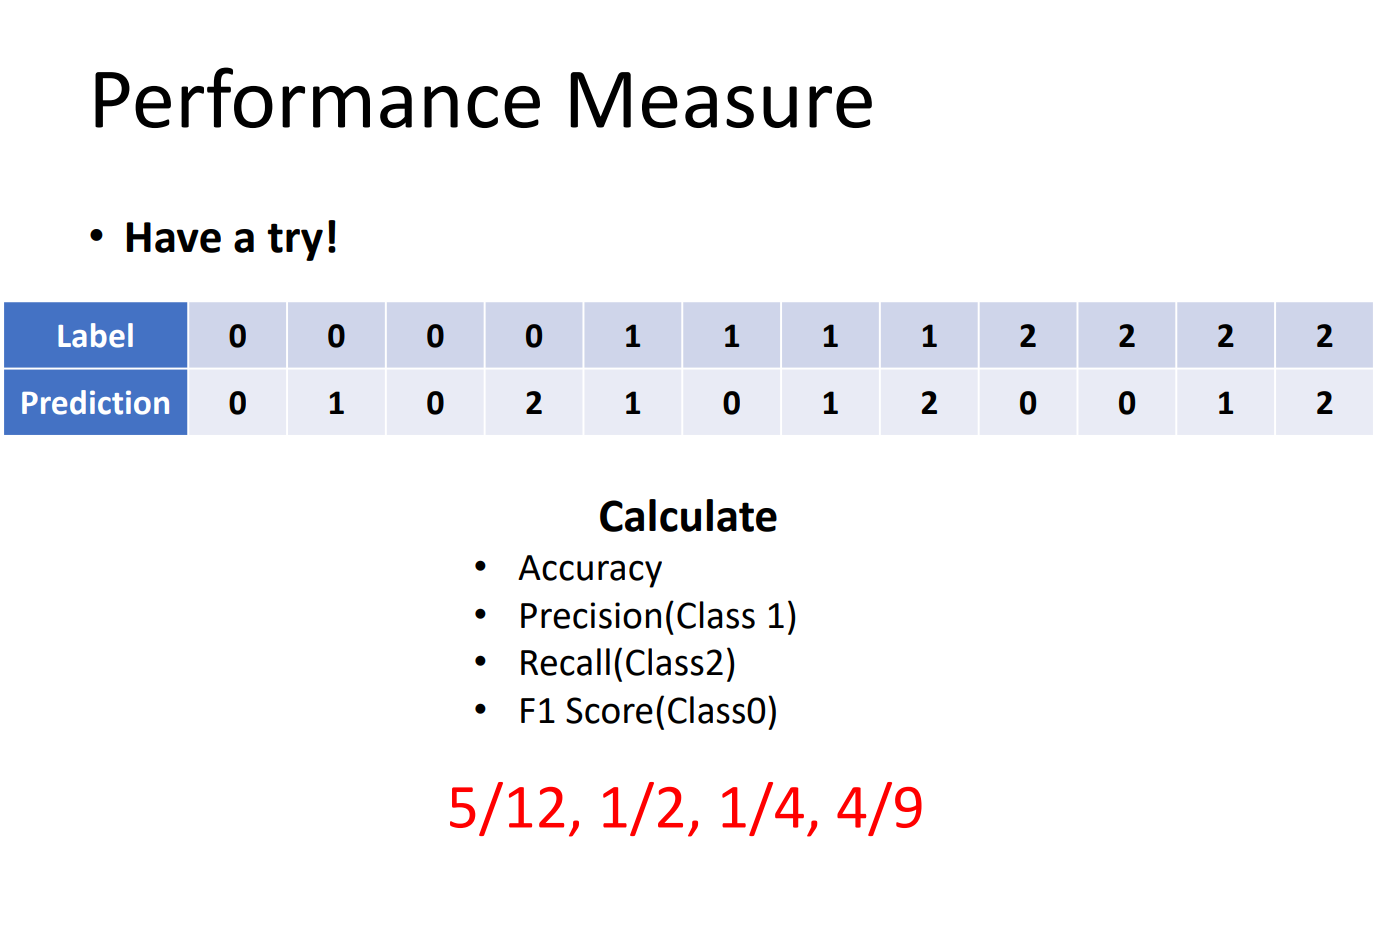 Performance Measure
• Have a try!
Label 0 0 0 0 1 1 1 1 2 2 2 2
Prediction 0 1 0 2 1 0 1 2 0 0 1 2
Calculate
• Accuracy
• Precision(Class 1)
• Recall(Class2)
• F1 Score(Class0)
5/12, 1/2, 1/4, 4/9